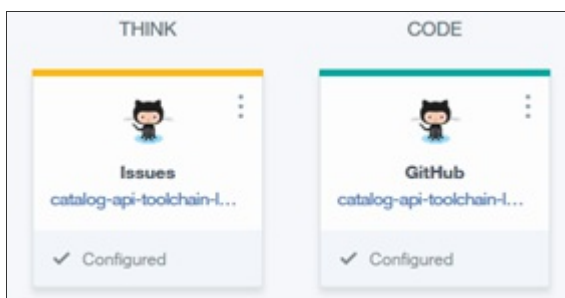 THINK
CODE
Issues
catalog-api-toolchain-l...
Configured
GitHub
catalog-api-toolchain-l...
Configured